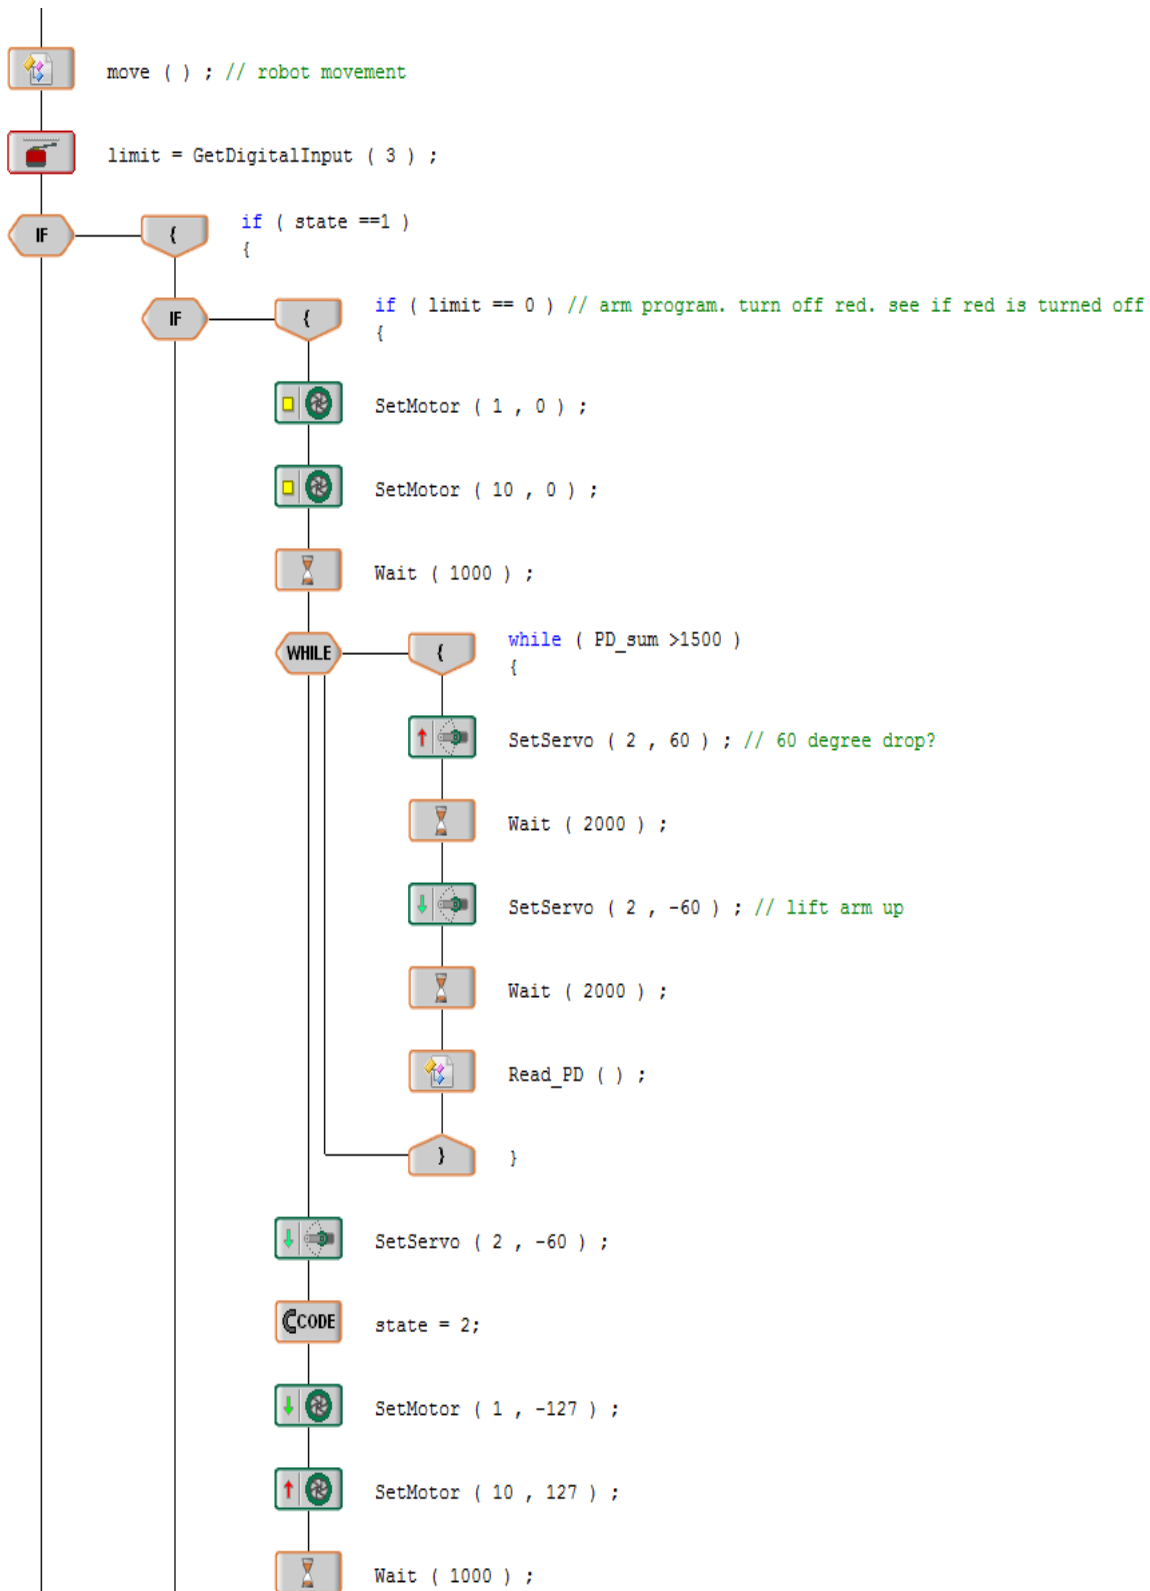 move ( ) ; // robot movement
limit = GetDigitalInput ( 3 ) ;
IF { if ( state ==1 )
{
IF { if ( limit == 0 ) // arm program. turn off red. see if red is turned off
{
SetMotor ( 1 , 0 ) ;
SetMotor ( 10 , 0 ) ;
Wait ( 1000 ) ;
WHILE { while ( PD_sum >1500 )
{
SetServo ( 2 , 60 ) ; // 60 degree drop?
Wait ( 2000 ) ;
SetServo ( 2 , -60 ) ; // lift arm up
Wait ( 2000 ) ;
Read_PD ( ) ;
} }
SetServo ( 2 , -60 ) ;
CCODE state = 2;
SetMotor ( 1 , -127 ) ;
SetMotor ( 10 , 127 ) ;
Wait ( 1000 ) ;